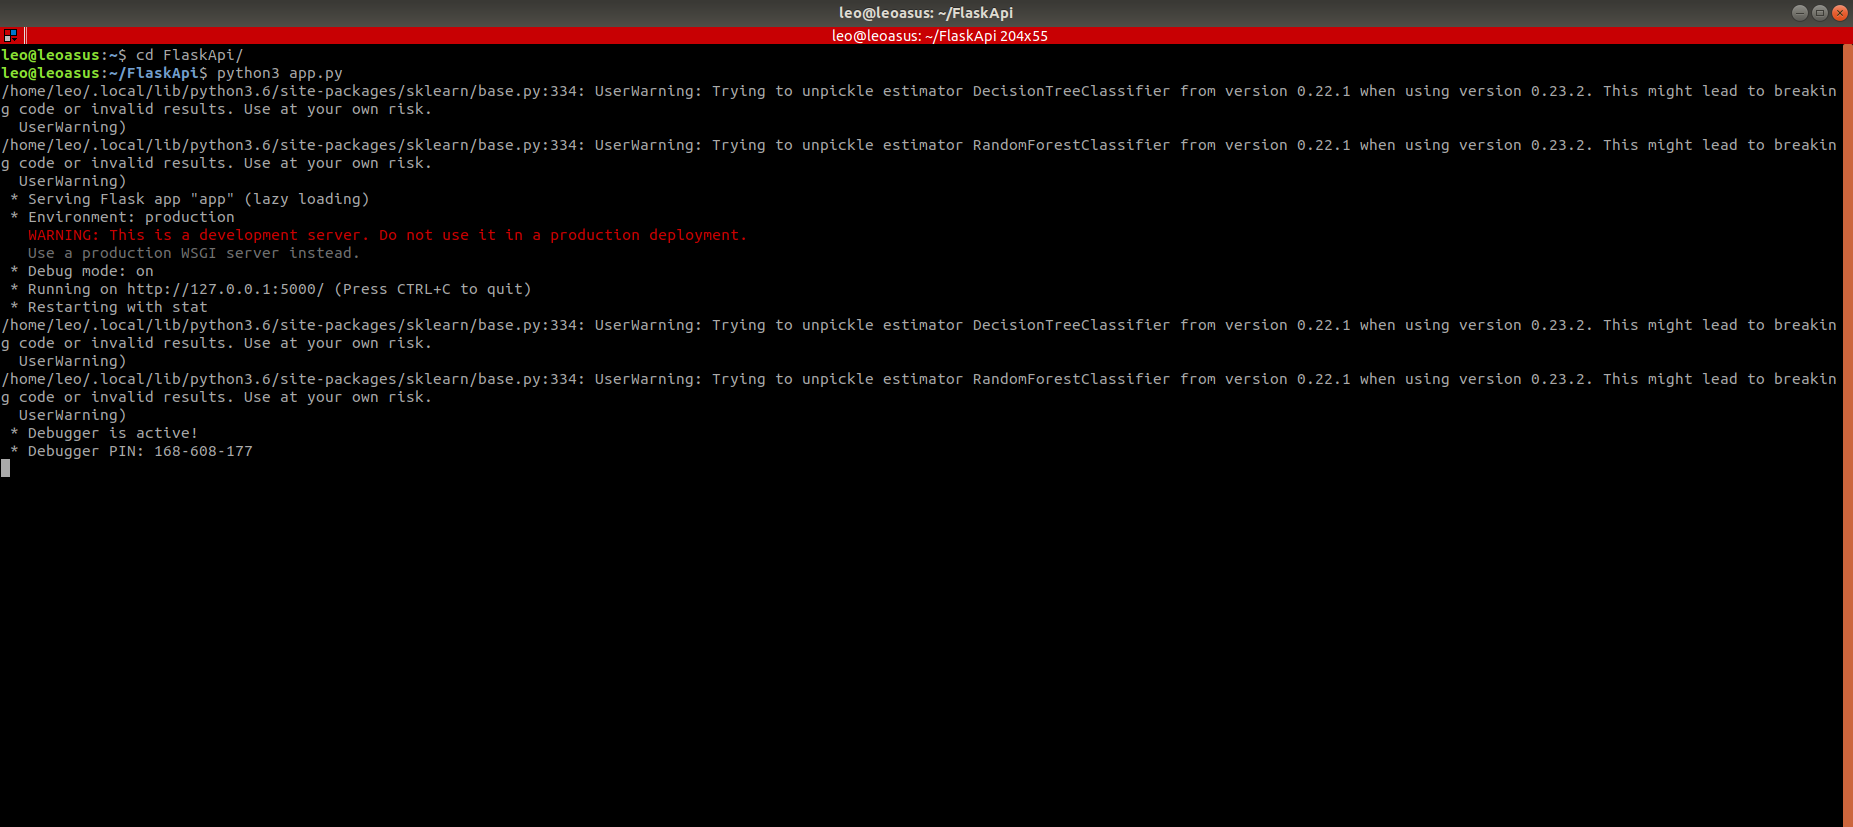 leo@leoasus: ~/FlaskApi
leo@leoasus: ~/FlaskApi 204x55
leo@leoasus:~$ cd FlaskApi/
leo@leoasus:~/FlaskApi$ python3 app.py
/home/leo/.local/lib/python3.6/site-packages/sklearn/base.py:334: UserWarning: Trying to unpickle estimator DecisionTreeClassifier from version 0.22.1 when using version 0.23.2. This might lead to breakin
g code or invalid results. Use at your own risk.
  UserWarning)
/home/leo/.local/lib/python3.6/site-packages/sklearn/base.py:334: UserWarning: Trying to unpickle estimator RandomForestClassifier from version 0.22.1 when using version 0.23.2. This might lead to breakin
g code or invalid results. Use at your own risk.
  UserWarning)
 * Serving Flask app "app" (lazy loading)
 * Environment: production
   WARNING: This is a development server. Do not use it in a production deployment.
   Use a production WSGI server instead.
 * Debug mode: on
 * Running on http://127.0.0.1:5000/ (Press CTRL+C to quit)
 * Restarting with stat
/home/leo/.local/lib/python3.6/site-packages/sklearn/base.py:334: UserWarning: Trying to unpickle estimator DecisionTreeClassifier from version 0.22.1 when using version 0.23.2. This might lead to breakin
g code or invalid results. Use at your own risk.
  UserWarning)
/home/leo/.local/lib/python3.6/site-packages/sklearn/base.py:334: UserWarning: Trying to unpickle estimator RandomForestClassifier from version 0.22.1 when using version 0.23.2. This might lead to breakin
g code or invalid results. Use at your own risk.
  UserWarning)
 * Debugger is active!
 * Debugger PIN: 168-608-177